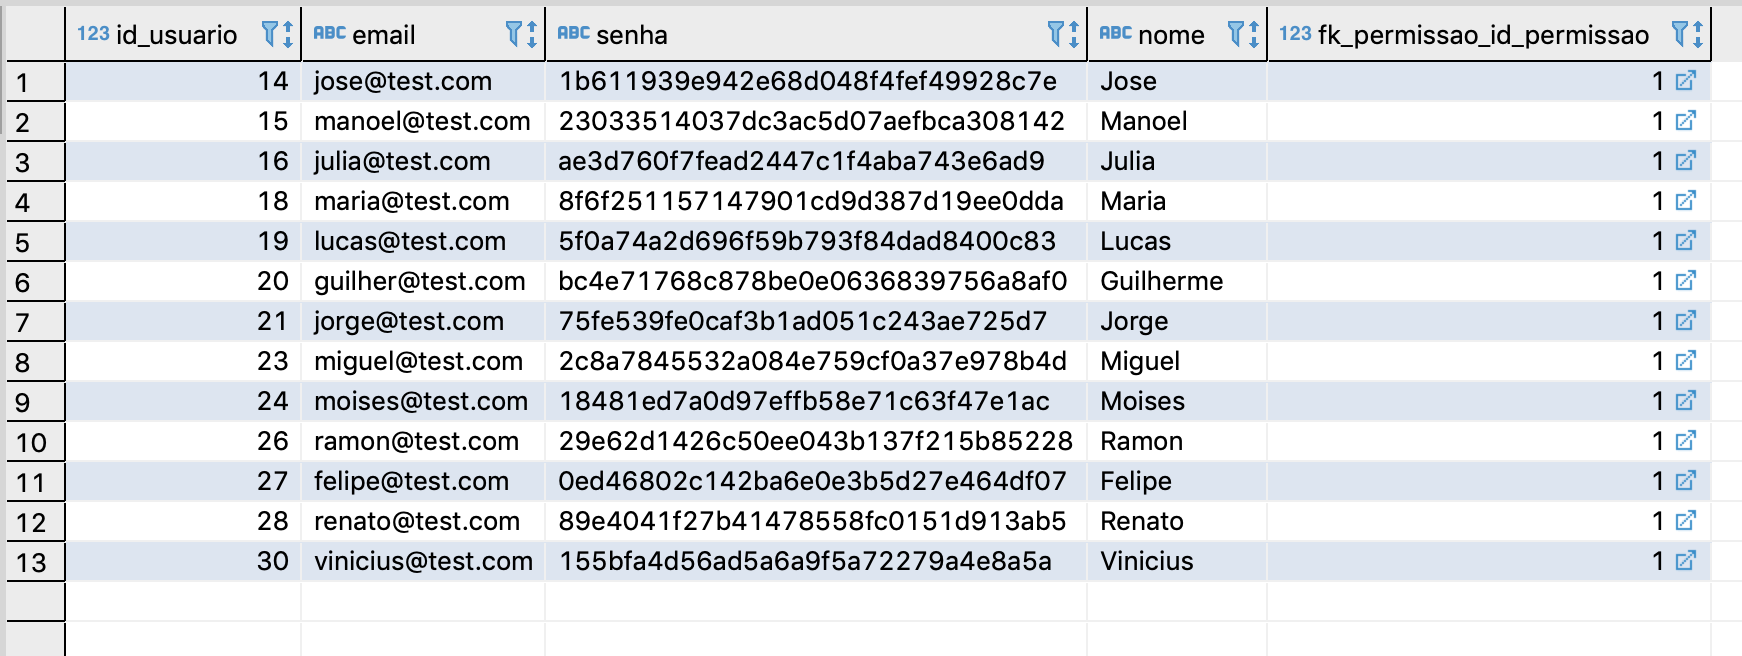 123 id_usuario ABC email ABC senha ABC nome 123 fk_permissao_id_permissao
1 14 jose@test.com 1b611939e942e68d048f4fef49928c7e Jose 1
2 15 manoel@test.com 23033514037dc3ac5d07aefbca308142 Manoel 1
3 16 julia@test.com ae3d760f7fead2447c1f4aba743e6ad9 Julia 1
4 18 maria@test.com 8f6f251157147901cd9d387d19ee0dda Maria 1
5 19 lucas@test.com 5f0a74a2d696f59b793f84dad8400c83 Lucas 1
6 20 guilher@test.com bc4e71768c878be0e0636839756a8af0 Guilherme 1
7 21 jorge@test.com 75fe539fe0caf3b1ad051c243ae725d7 Jorge 1
8 23 miguel@test.com 2c8a7845532a084e759cf0a37e978b4d Miguel 1
9 24 moises@test.com 18481ed7a0d97effb58e71c63f47e1ac Moises 1
10 26 ramon@test.com 29e62d1426c50ee043b137f215b85228 Ramon 1
11 27 felipe@test.com 0ed46802c142ba6e0e3b5d27e464df07 Felipe 1
12 28 renato@test.com 89e4041f27b41478558fc0151d913ab5 Renato 1
13 30 vinicius@test.com 155bfa4d56ad5a6a9f5a72279a4e8a5a Vinicius 1